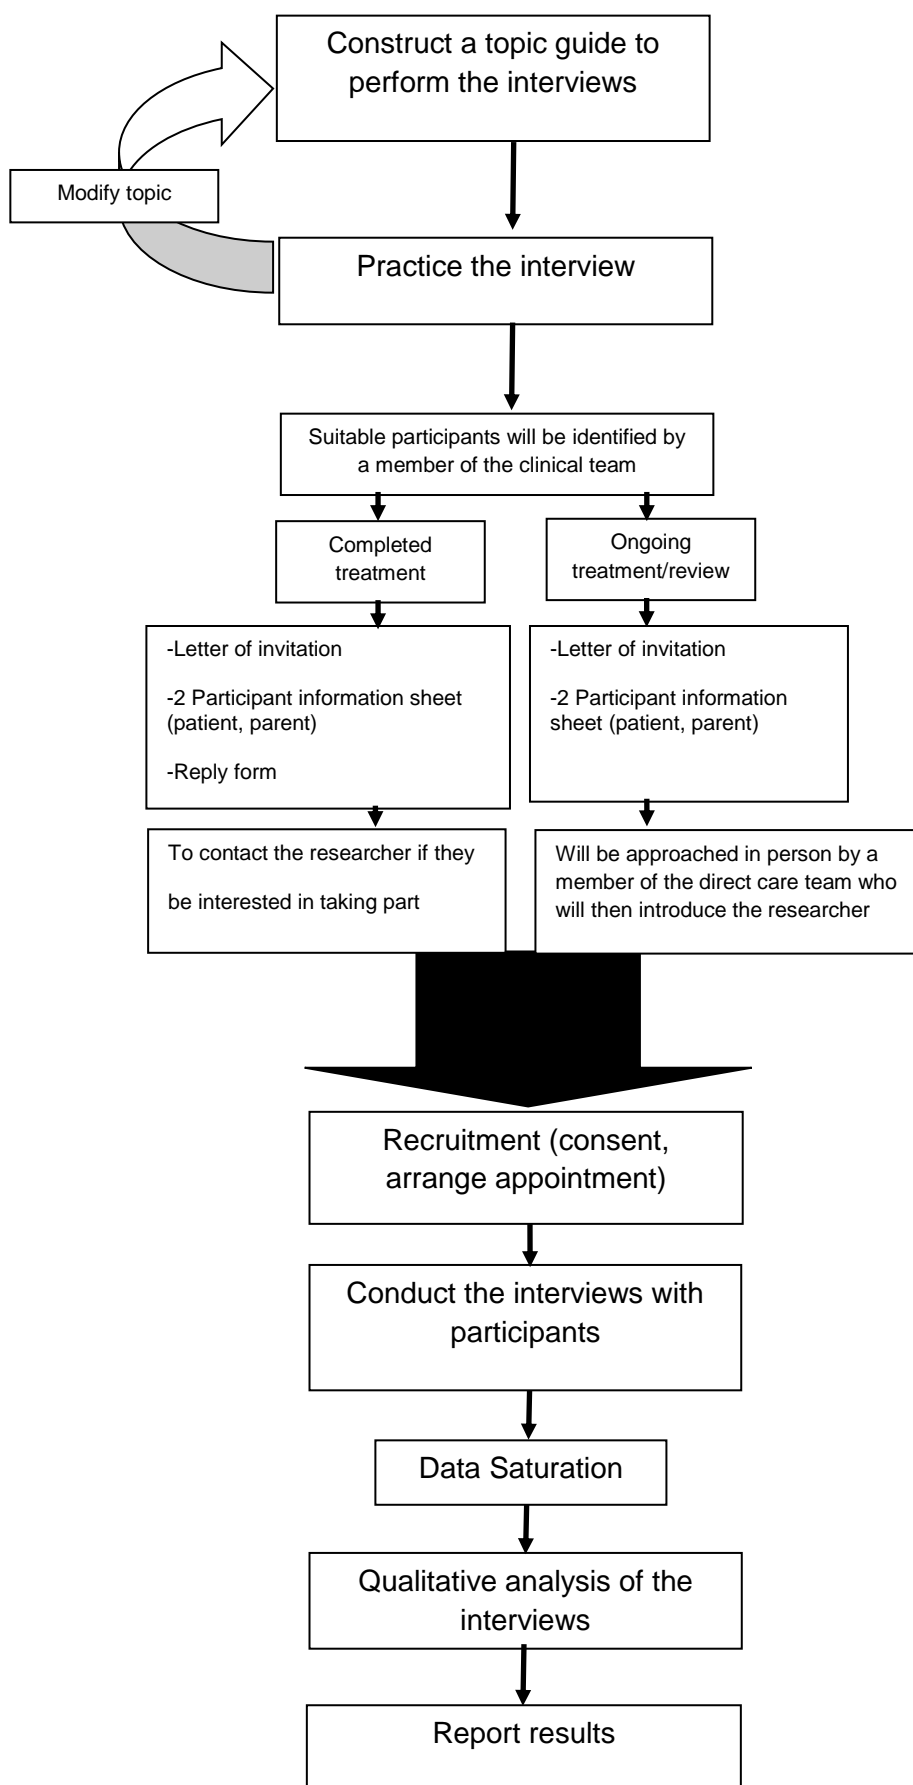 Construct a topic guide to
perform the interviews
Modify topic
Practice the interview
Suitable participants will be identified by
a member of the clinical team
Completed
treatment
Ongoing
treatment/review
-Letter of invitation
-2 Participant information sheet
(patient, parent)
-Reply form
-Letter of invitation
-2 Participant information
sheet (patient, parent)
To contact the researcher if they
be interested in taking part
Will be approached in person by a
member of the direct care team who
will then introduce the researcher
Recruitment (consent,
arrange appointment)
Conduct the interviews with
participants
Data Saturation
Qualitative analysis of the
interviews
Report results